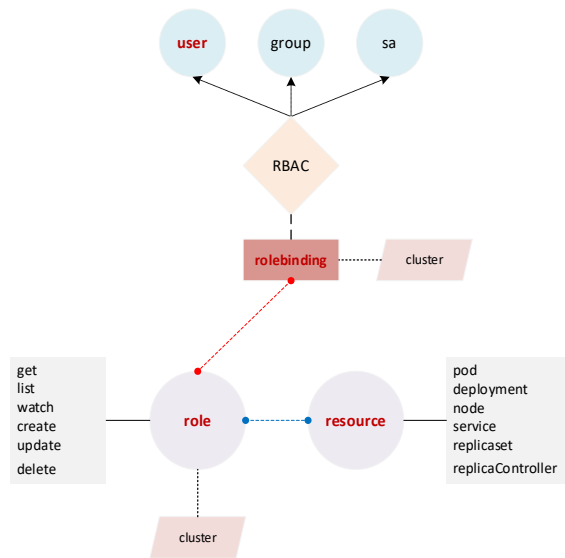 user
group
sa
RBAC
rolebinding
cluster
get
list
watch
create
update
delete
role
resource
pod
deployment
node
service
replicaset
replicaController
cluster